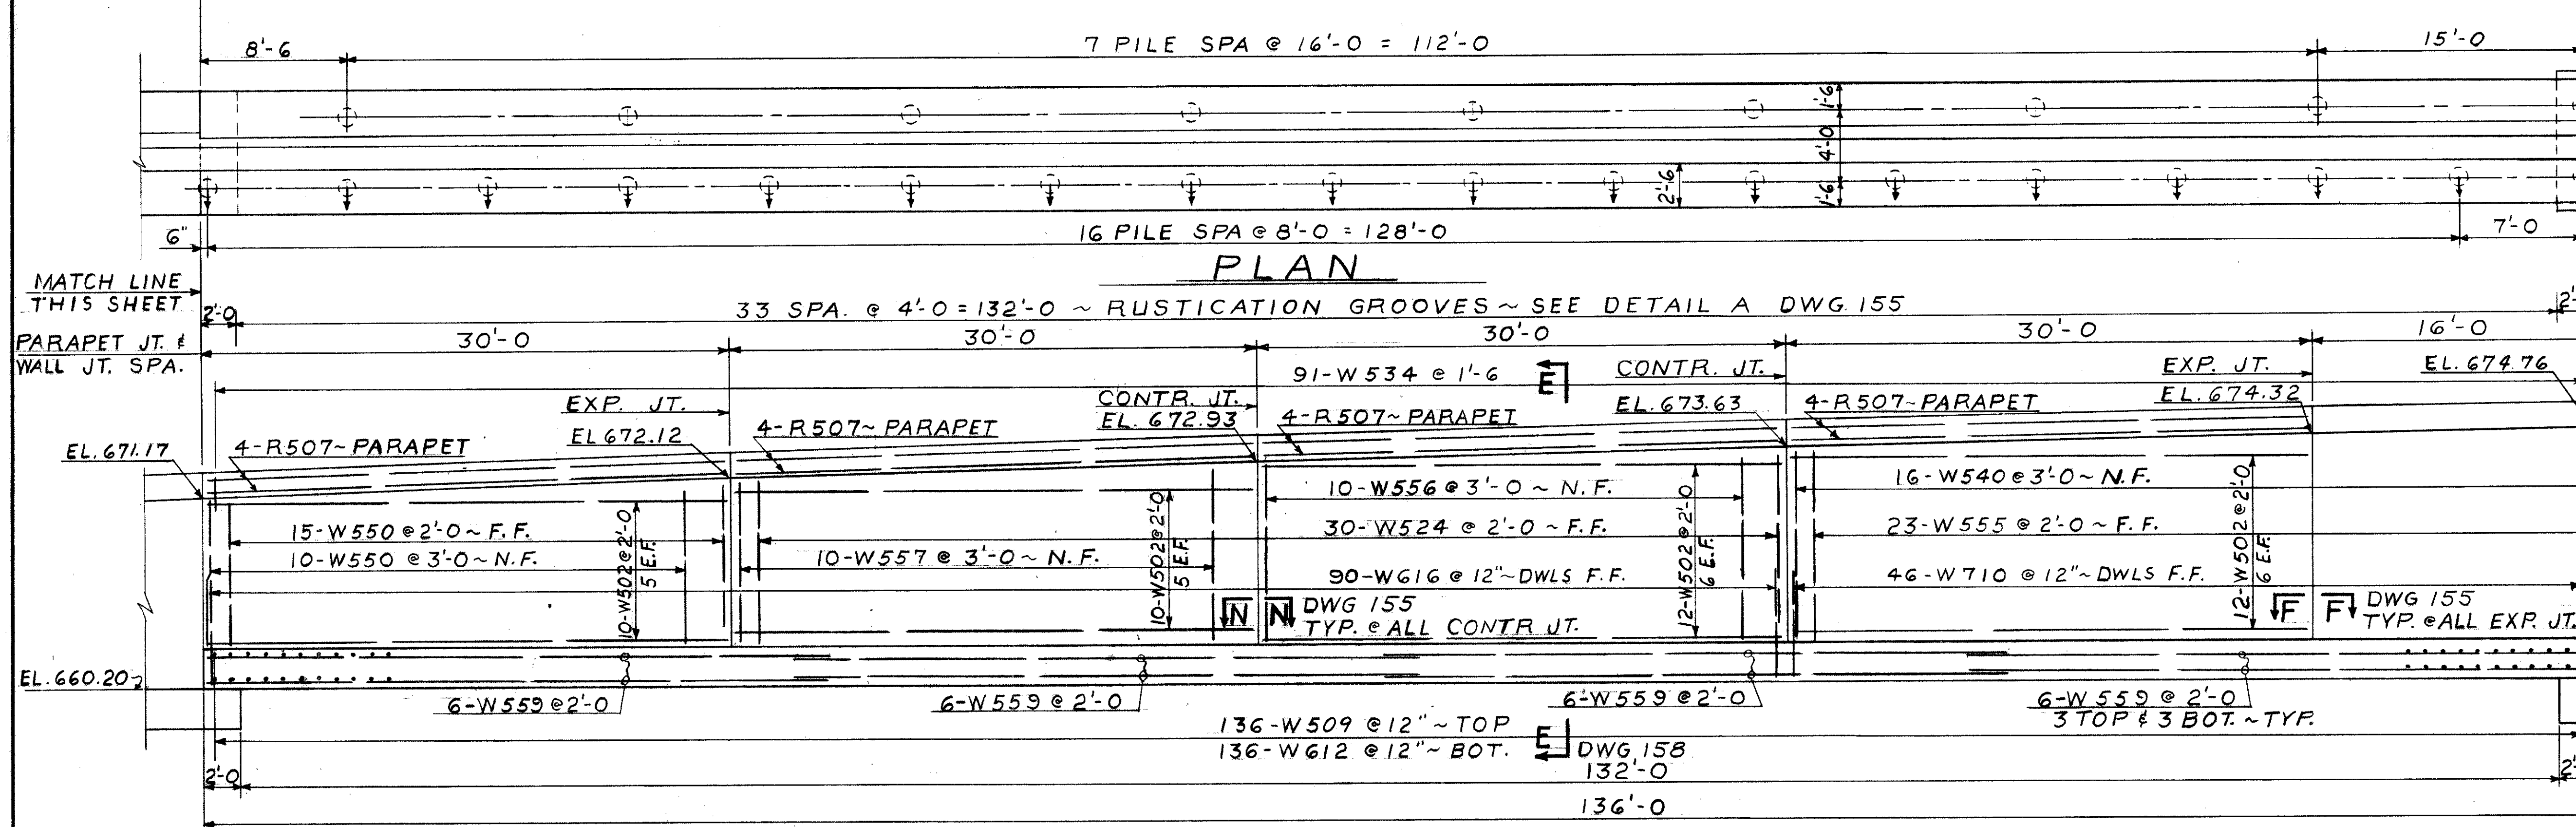 8'-6
7 PILE SPA @ 16'-0 = 112'-0
15'-0
1'-6
4'-0
2'-6
1'-6
6"
16 PILE SPA @ 8'-0 = 128'-0
7'-0
PLAN
MATCH LINE
THIS SHEET
2'-0
33 SPA. @ 4'-0 = 132'-0 ~ RUSTICATION GROOVES ~ SEE DETAIL A DWG. 155
PARAPET JT. &
WALL JT. SPA.
30'-0
30'-0
30'-0
30'-0
16'-0
91-W534 @ 1'-6
E
CONTR. JT.
EXP. JT.
EL. 674.76
EXP. JT.
CONTR. JT.
EL. 672.93
EL. 673.63
EL. 674.32
EL. 671.17
4-R507~ PARAPET
EL 672.12
4-R507~ PARAPET
4-R507~ PARAPET
4-R507~ PARAPET
15-W550 @ 2'-0 ~ F.F.
10-W550 @ 3'-0 ~ N.F.
10-W502 @ 2'-0
5 E.F.
10-W557 @ 3'-0 ~ N.F.
10-W502 @ 2'-0
5 E.F.
10-W556 @ 3'-0 ~ N.F.
30-W524 @ 2'-0 ~ F.F.
90-W616 @ 12"~DWLS F.F.
12-W502 @ 2'-0
6 E.F.
16-W540 @ 3'-0 ~ N.F.
23-W555 @ 2'-0 ~ F.F.
46-W710 @ 12"~ DWLS F.F.
12-W502 @ 2'-0
6 E.F.
N N DWG 155
TYP. @ ALL CONTR JT.
F F DWG 155
TYP. @ ALL EXP. JT.
EL. 660.20
6-W559 @ 2'-0
6-W559 @ 2'-0
6-W559 @ 2'-0
6-W559 @ 2'-0
3 TOP & 3 BOT. ~ TYP.
136-W509 @ 12" ~ TOP
136-W612 @ 12" ~ BOT.
E DWG. 158
2'-0
132'-0
136'-0